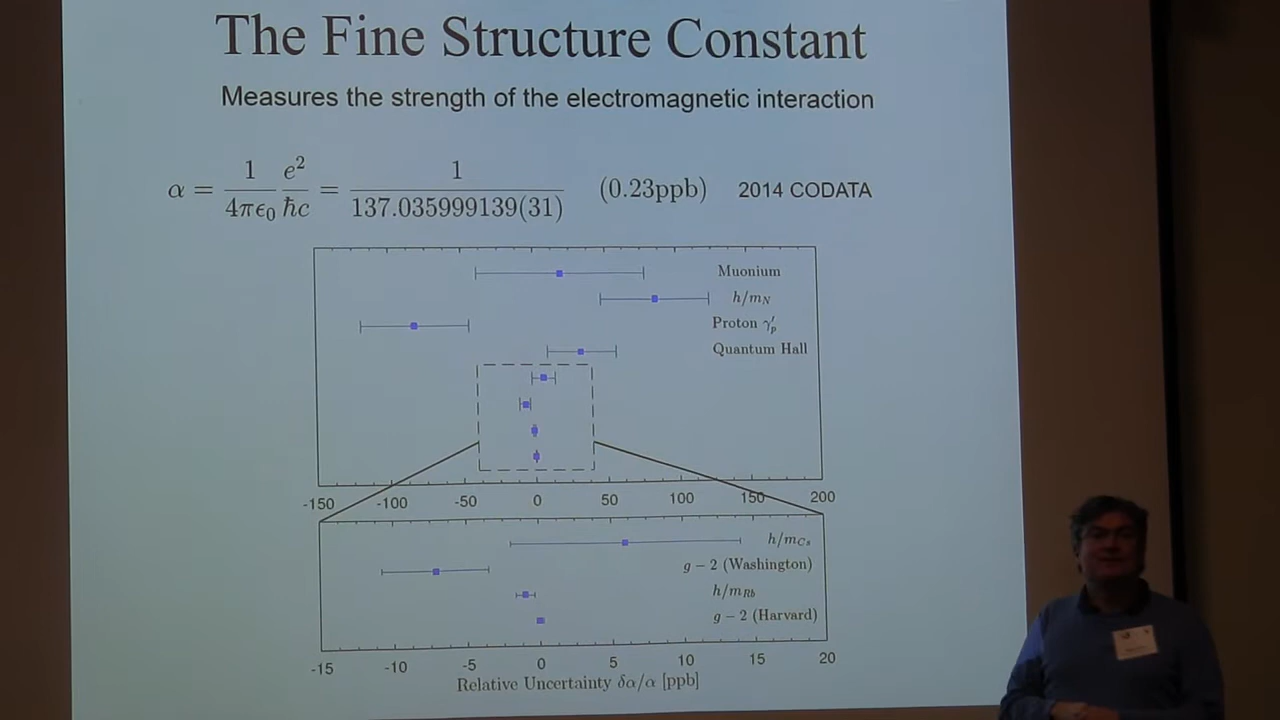 The Fine Structure Constant
Measures the strength of the electromagnetic interaction
α = 1/4πϵ₀ e²/ħc = 1/137.035999139(31) (0.23ppb) 2014 CODATA
Muonium
h/m_N
Proton γ′_p
Quantum Hall
-150 -100 -50 0 50 100 150 200
h/m_Cs
g − 2 (Washington)
h/m_Rb
g − 2 (Harvard)
-15 -10 -5 0 5 10 15 20
Relative Uncertainty δα/α [ppb]